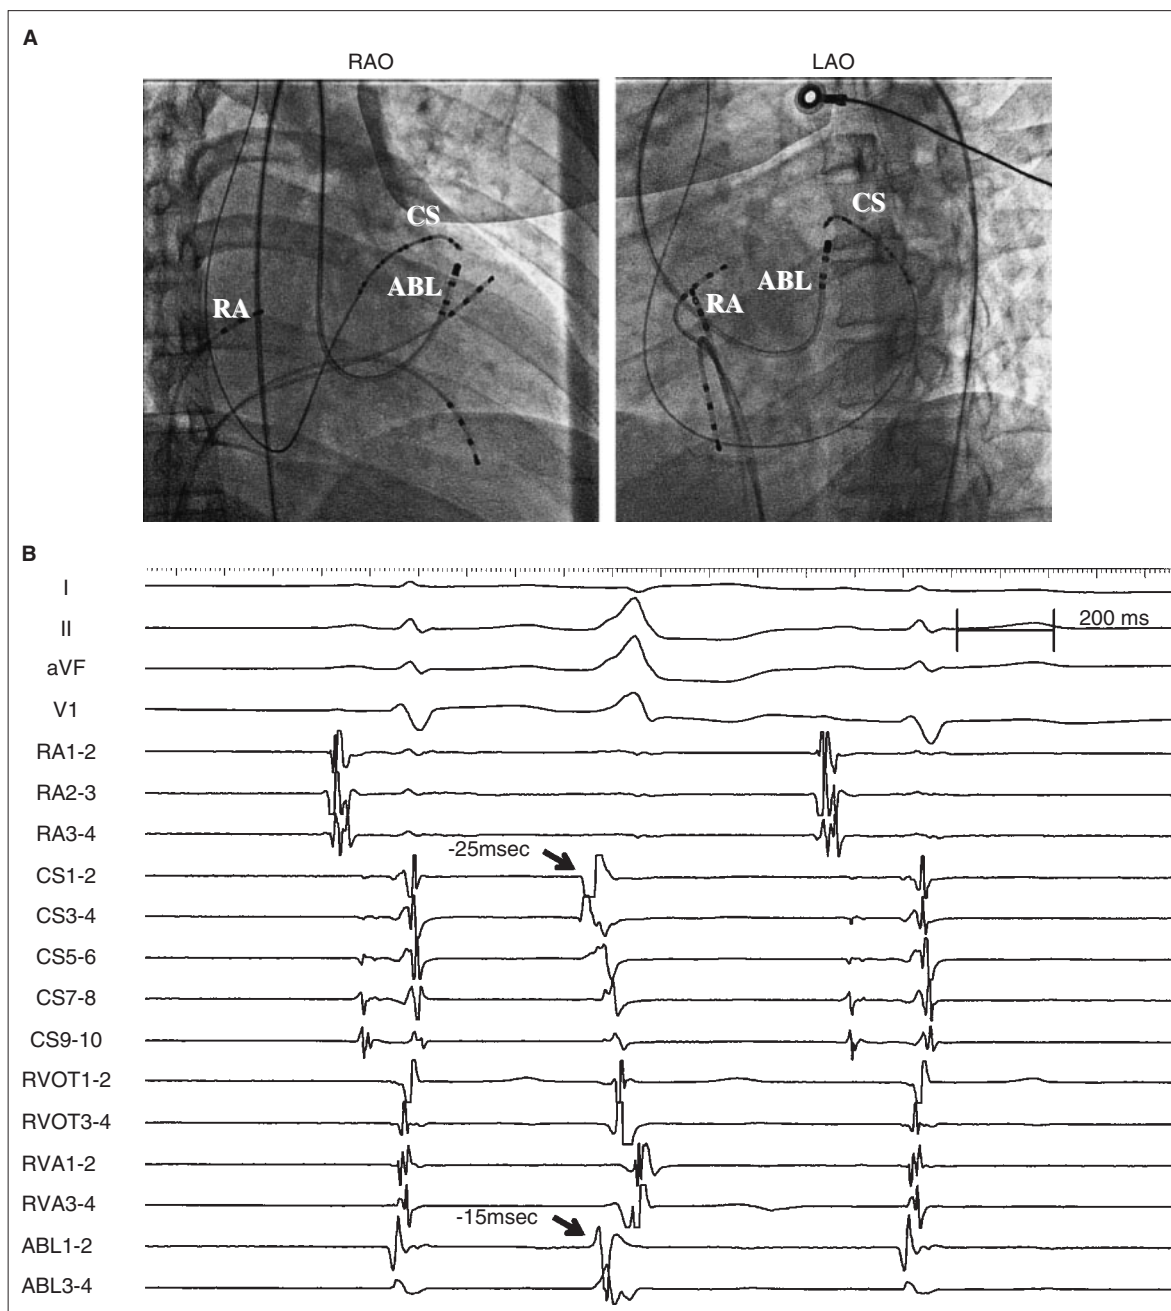 A
RAO
LAO
CS
ABL
RA
CS
ABL
RA
B
I
II
200 ms
aVF
V1
RA1-2
RA2-3
RA3-4
-25msec
CS1-2
CS3-4
CS5-6
CS7-8
CS9-10
RVOT1-2
RVOT3-4
RVA1-2
RVA3-4
-15msec
ABL1-2
ABL3-4